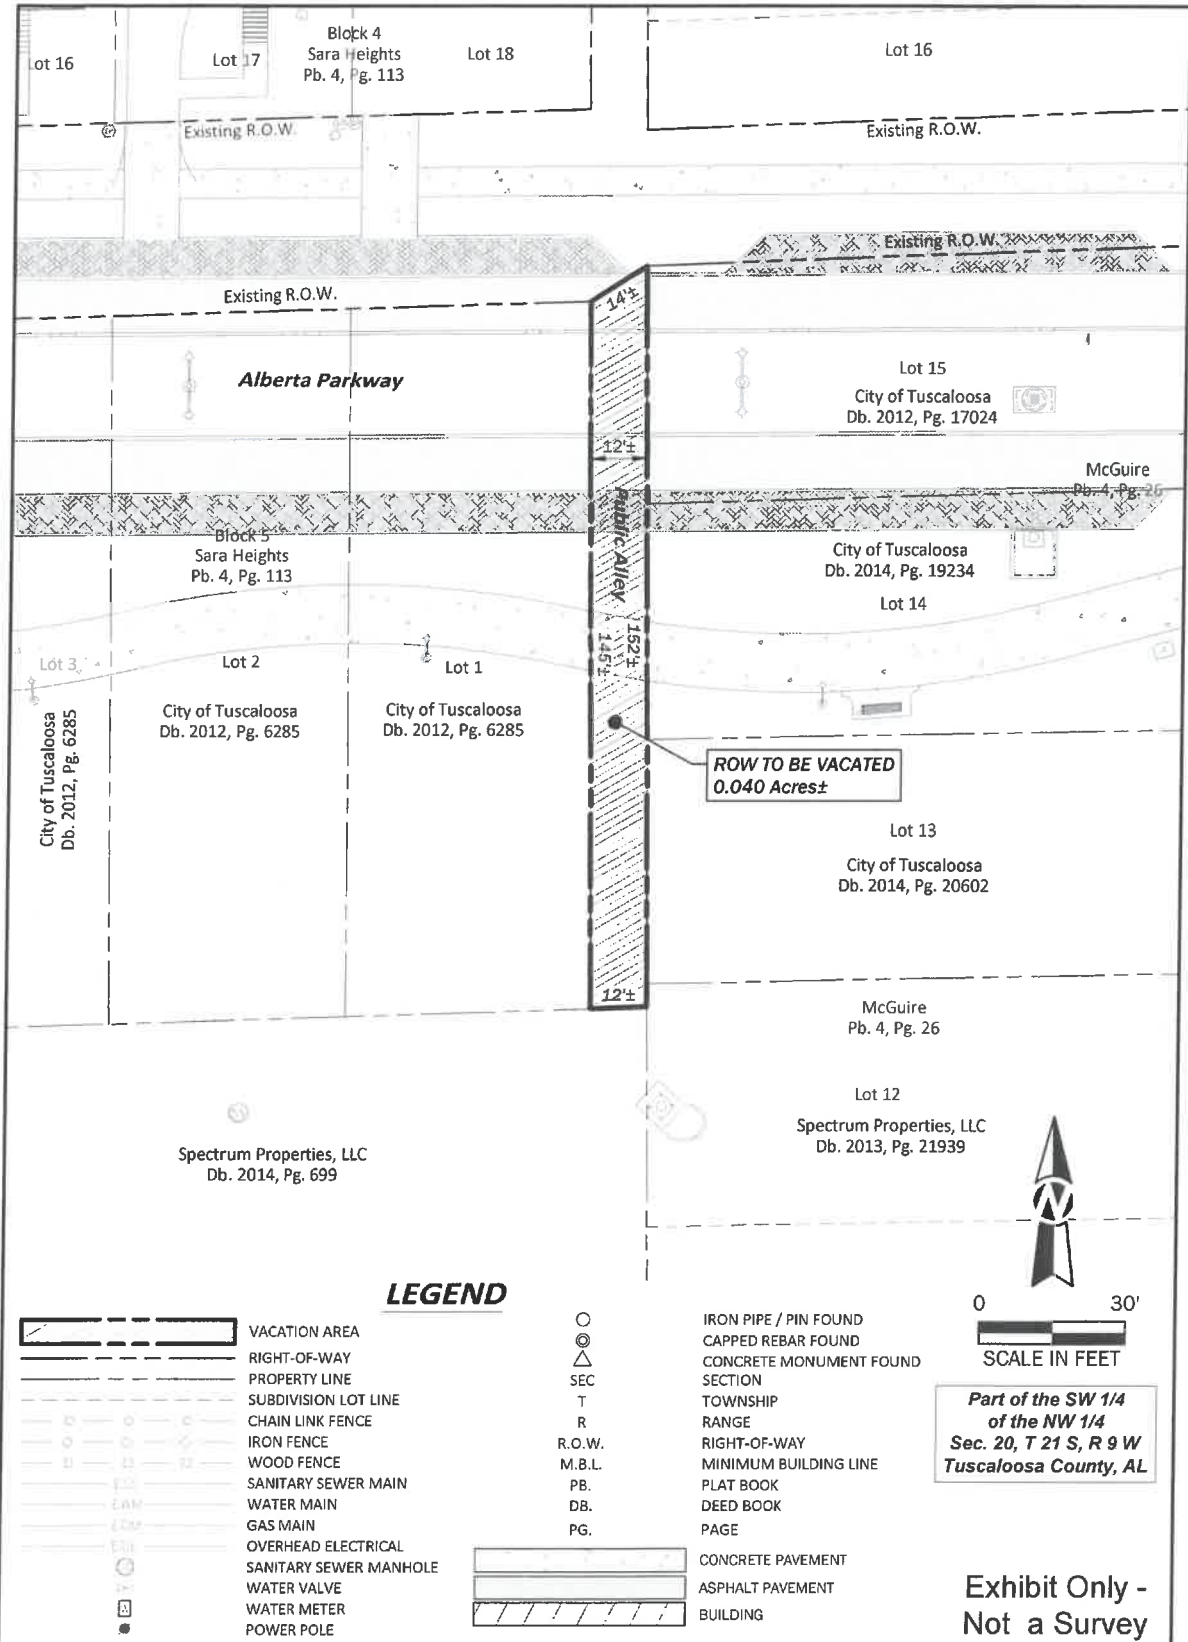 Lot 16
Lot 17
Block 4
Sara Heights
Pb. 4, Pg. 113
Lot 18
Lot 16
Existing R.O.W.
Existing R.O.W.
Existing R.O.W.
Existing R.O.W.
14'±
Alberta Parkway
Lot 15
City of Tuscaloosa
Db. 2012, Pg. 17024
12'±
McGuire
Pb. 4, Pg. 26
Public Alley
Block 5
Sara Heights
Pb. 4, Pg. 113
City of Tuscaloosa
Db. 2014, Pg. 19234
Lot 14
152'±
145'±
Lot 3
Lot 2
Lot 1
City of Tuscaloosa
Db. 2012, Pg. 6285
City of Tuscaloosa
Db. 2012, Pg. 6285
City of Tuscaloosa
Db. 2012, Pg. 6285
ROW TO BE VACATED
0.040 Acres±
Lot 13
City of Tuscaloosa
Db. 2014, Pg. 20602
12'±
McGuire
Pb. 4, Pg. 26
Lot 12
Spectrum Properties, LLC
Db. 2013, Pg. 21939
Spectrum Properties, LLC
Db. 2014, Pg. 699
N
LEGEND
VACATION AREA
RIGHT-OF-WAY
PROPERTY LINE
SUBDIVISION LOT LINE
CHAIN LINK FENCE
IRON FENCE
WOOD FENCE
SANITARY SEWER MAIN
WATER MAIN
GAS MAIN
OVERHEAD ELECTRICAL
SANITARY SEWER MANHOLE
WATER VALVE
WATER METER
POWER POLE
IRON PIPE / PIN FOUND
CAPPED REBAR FOUND
CONCRETE MONUMENT FOUND
SEC SECTION
T TOWNSHIP
R RANGE
R.O.W. RIGHT-OF-WAY
M.B.L. MINIMUM BUILDING LINE
PB. PLAT BOOK
DB. DEED BOOK
PG. PAGE
CONCRETE PAVEMENT
ASPHALT PAVEMENT
BUILDING
0 30'
SCALE IN FEET
Part of the SW 1/4
of the NW 1/4
Sec. 20, T 21 S, R 9 W
Tuscaloosa County, AL
Exhibit Only -
Not a Survey